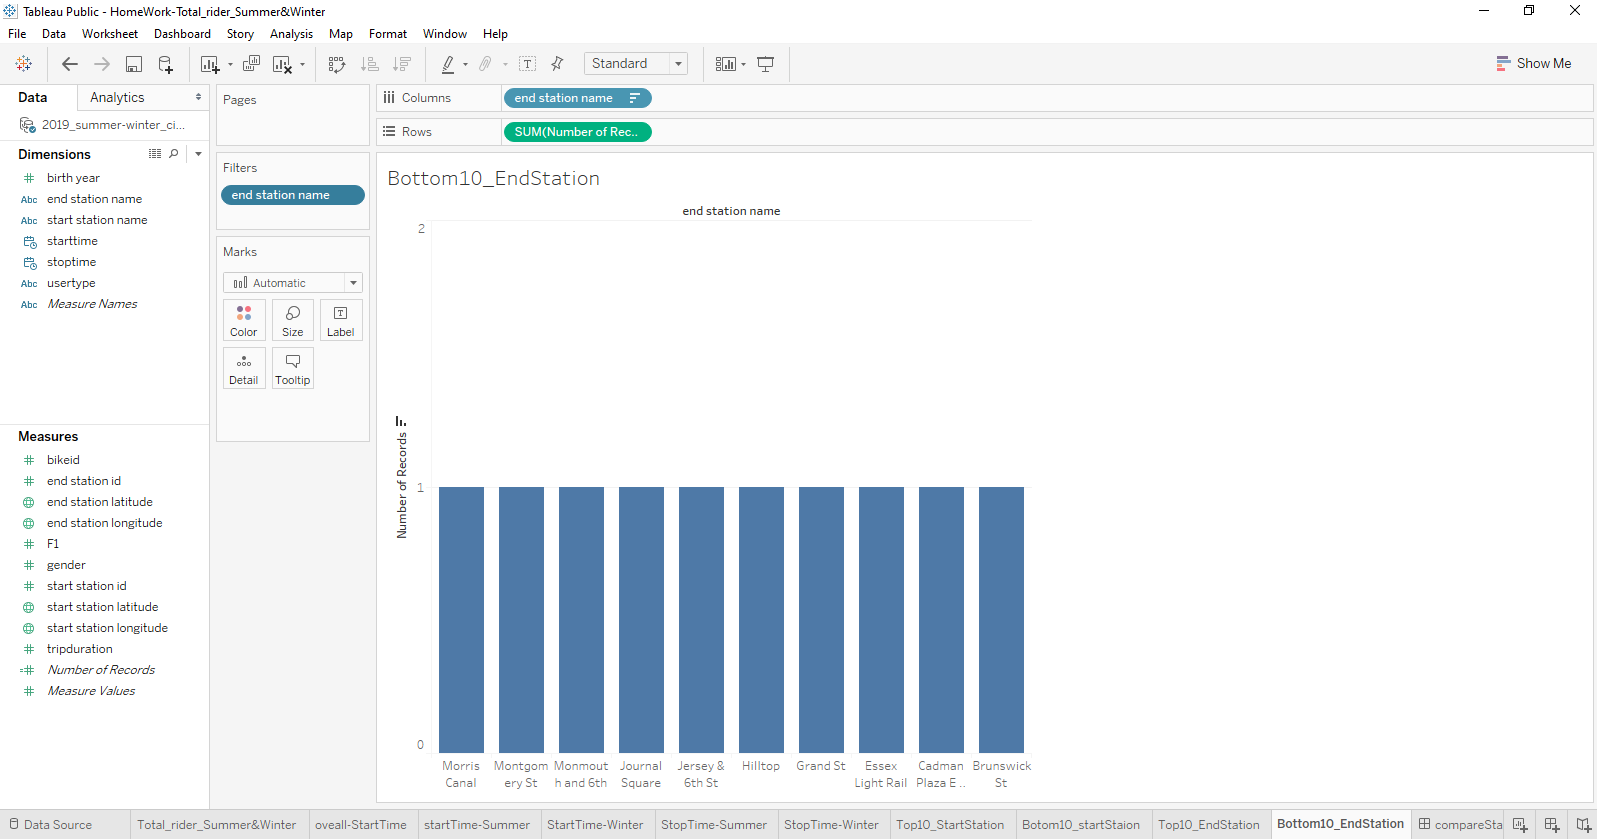 Tableau Public - HomeWork-Total_rider_Summer&Winter
File Data Worksheet Dashboard Story Analysis Map Format Window Help
Standard
Show Me
Data Analytics
2019_summer-winter_ci...
Dimensions
birth year
Abc end station name
Abc start station name
starttime
stoptime
Abc usertype
Abc Measure Names
Measures
bikeid
end station id
end station latitude
end station longitude
F1
gender
start station id
start station latitude
start station longitude
tripduration
Number of Records
Measure Values
Pages
Filters
end station name
Marks
Automatic
Color Size Label
Detail Tooltip
Columns end station name
Rows SUM(Number of Rec..
Bottom10_EndStation
end station name
2
1
0
Number of Records
Morris Canal
Montgomery St
Monmouth and 6th
Journal Square
Jersey & 6th St
Hilltop
Grand St
Essex Light Rail
Cadman Plaza E ..
Brunswick St
Data Source Total_rider_Summer&Winter oveall-StartTime startTime-Summer StartTime-Winter StopTime-Summer StopTime-Winter Top10_StartStation Botom10_startStaion Top10_EndStation Bottom10_EndStation compareSta